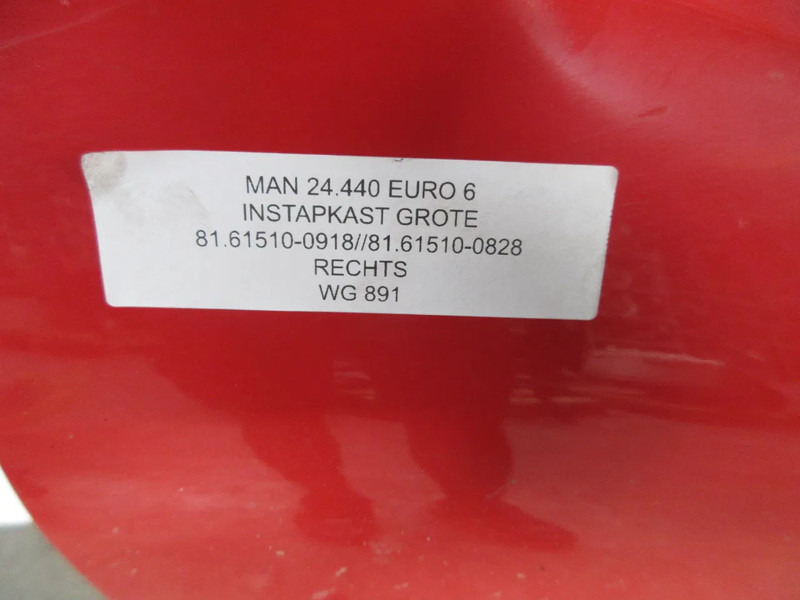 MAN 24.440 EURO 6
INSTAPKAST GROTE
81.61510-0918//81.61510-0828
RECHTS
WG 891